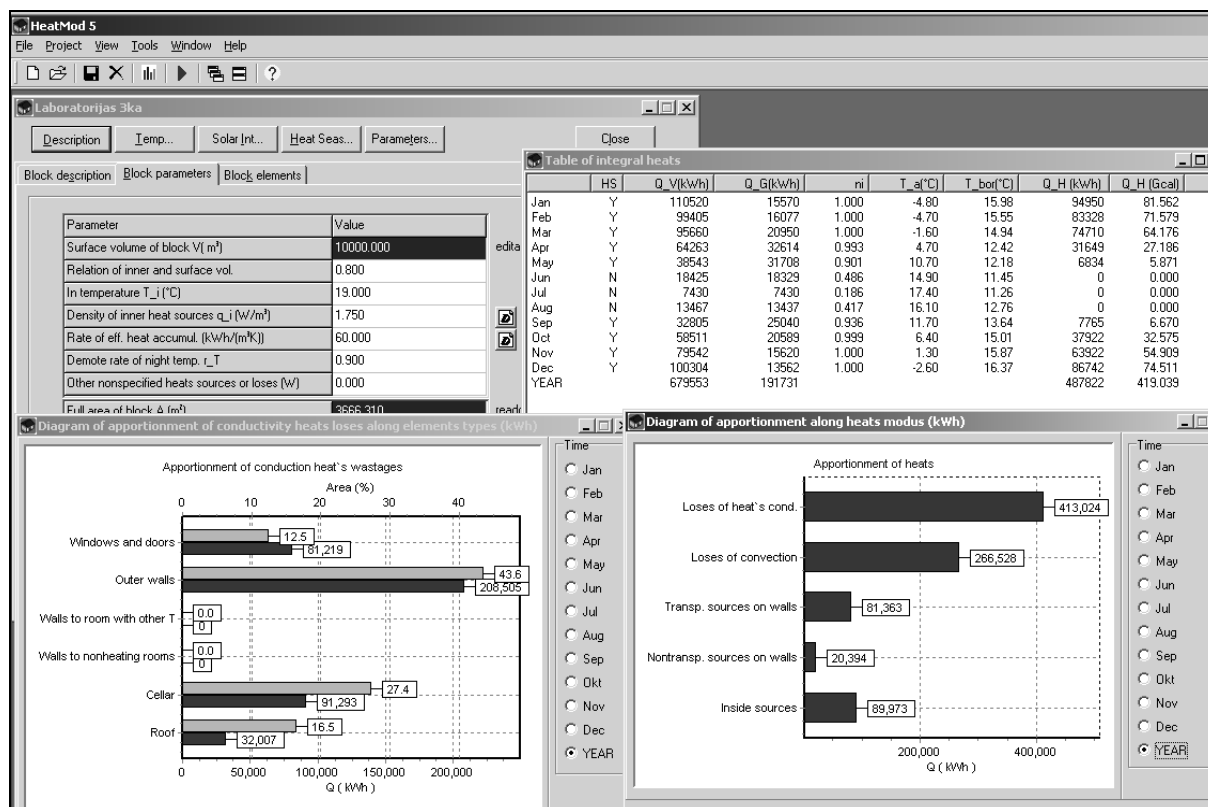 HeatMod 5
File Project View Tools Window Help
Laboratorijas 3ka
Description Temp... Solar Int... Heat Seas... Parameters... Close
Block description Block parameters Block elements
Parameter Value
Surface volume of block V( m³) 10000.000 edita
Relation of inner and surface vol. 0.800
In temperature T_i (°C) 19.000
Density of inner heat sources q_i (W/m³) 1.750
Rate of eff. heat accumul. (kWh/(m³K)) 60.000
Demote rate of night temp. r_T 0.900
Other nonspecified heats sources or loses (W) 0.000
Full area of block A (m²) 3666.310 reado
Table of integral heats
HS Q_V(kWh) Q_G(kWh) ni T_a(°C) T_bor(°C) Q_H (kWh) Q_H (Gcal)
Jan Y 110520 15570 1.000 -4.80 15.98 94950 81.562
Feb Y 99405 16077 1.000 -4.70 15.55 83328 71.579
Mar Y 95660 20950 1.000 -1.60 14.94 74710 64.176
Apr Y 64263 32614 0.993 4.70 12.42 31649 27.186
May Y 38543 31708 0.901 10.70 12.18 6834 5.871
Jun N 18425 18329 0.486 14.90 11.45 0 0.000
Jul N 7430 7430 0.186 17.40 11.26 0 0.000
Aug N 13467 13437 0.417 16.10 12.76 0 0.000
Sep Y 32805 25040 0.936 11.70 13.64 7765 6.670
Oct Y 58511 20589 0.999 6.40 15.01 37922 32.575
Nov Y 79542 15620 1.000 1.30 15.87 63922 54.909
Dec Y 100304 13562 1.000 -2.60 16.37 86742 74.511
YEAR 679553 191731 487822 419.039
Diagram of apportionment of conductivity heats loses along elements types (kWh)
Apportionment of conduction heat`s wastages
Area (%)
0 10 20 30 40
Windows and doors 12.5
81,219
Outer walls 43.6
208,505
Walls to room with other T 0.0
0
Walls to nonheating rooms 0.0
0
Cellar 27.4
91,293
Roof 16.5
32,007
0 50,000 100,000 150,000 200,000
Q ( kWh )
Time
Jan
Feb
Mar
Apr
May
Jun
Jul
Aug
Sep
Okt
Nov
Dec
YEAR
Diagram of apportionment along heats modus (kWh)
Apportionment of heats
Loses of heat`s cond. 413,024
Loses of convection 266,528
Transp. sources on walls 81,363
Nontransp. sources on walls 20,394
Inside sources 89,973
200,000 400,000
Q ( kWh )
Time
Jan
Feb
Mar
Apr
May
Jun
Jul
Aug
Sep
Okt
Nov
Dec
YEAR